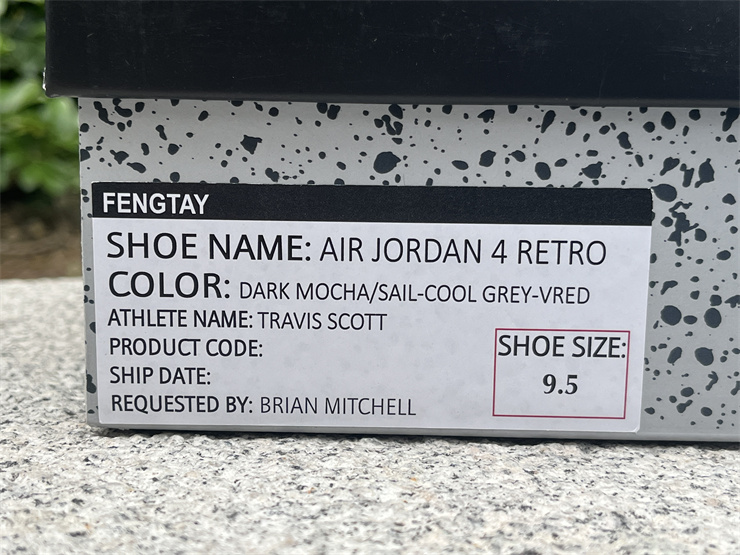 FENGTAY
SHOE NAME: AIR JORDAN 4 RETRO
COLOR: DARK MOCHA/SAIL-COOL GREY-VRED
ATHLETE NAME: TRAVIS SCOTT
PRODUCT CODE:
SHIP DATE:
REQUESTED BY: BRIAN MITCHELL
SHOE SIZE:
9.5